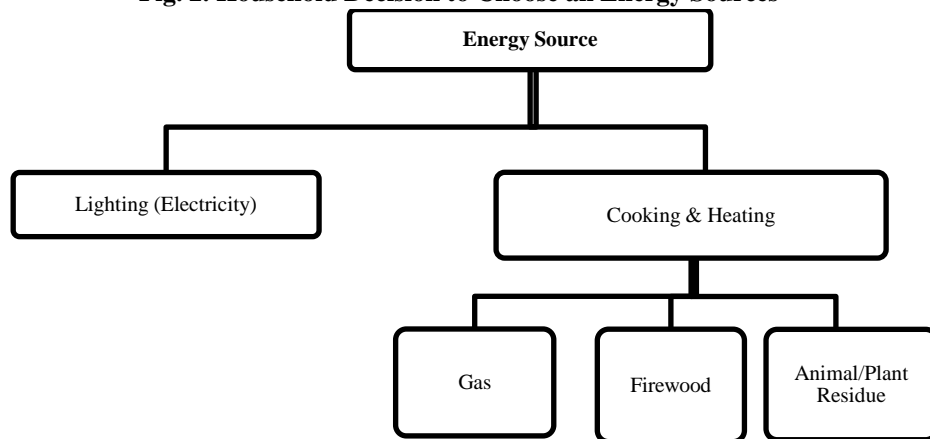 Fig. 2. Household Decision to Choose an Energy Sources
Energy Source
Lighting (Electricity)
Cooking & Heating
Gas
Firewood
Animal/Plant
Residue